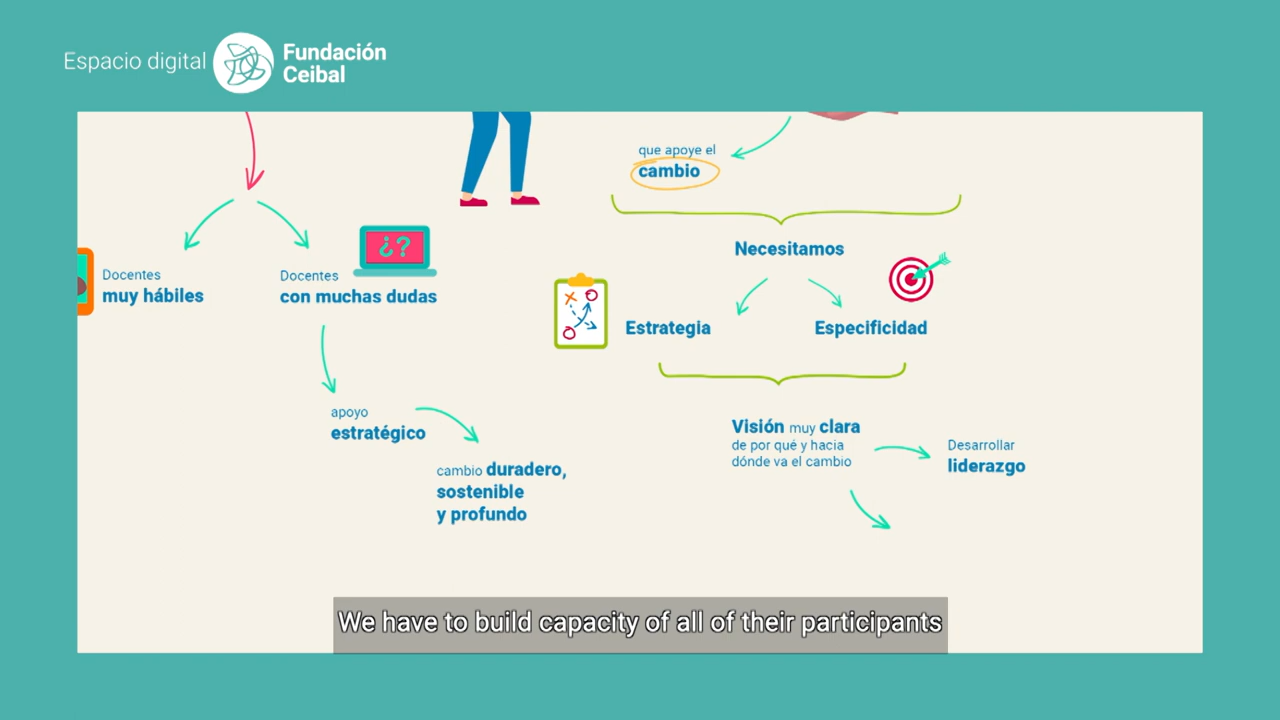 Espacio digital
Fundación
Ceibal
que apoye el
cambio
Necesitamos
Docentes
muy hábiles
Docentes
con muchas dudas
¿?
Estrategia
Especificidad
apoyo
estratégico
cambio duradero,
sostenible
y profundo
Visión muy clara
de por qué y hacia
dónde va el cambio
Desarrollar
liderazgo
We have to build capacity of all of their participants